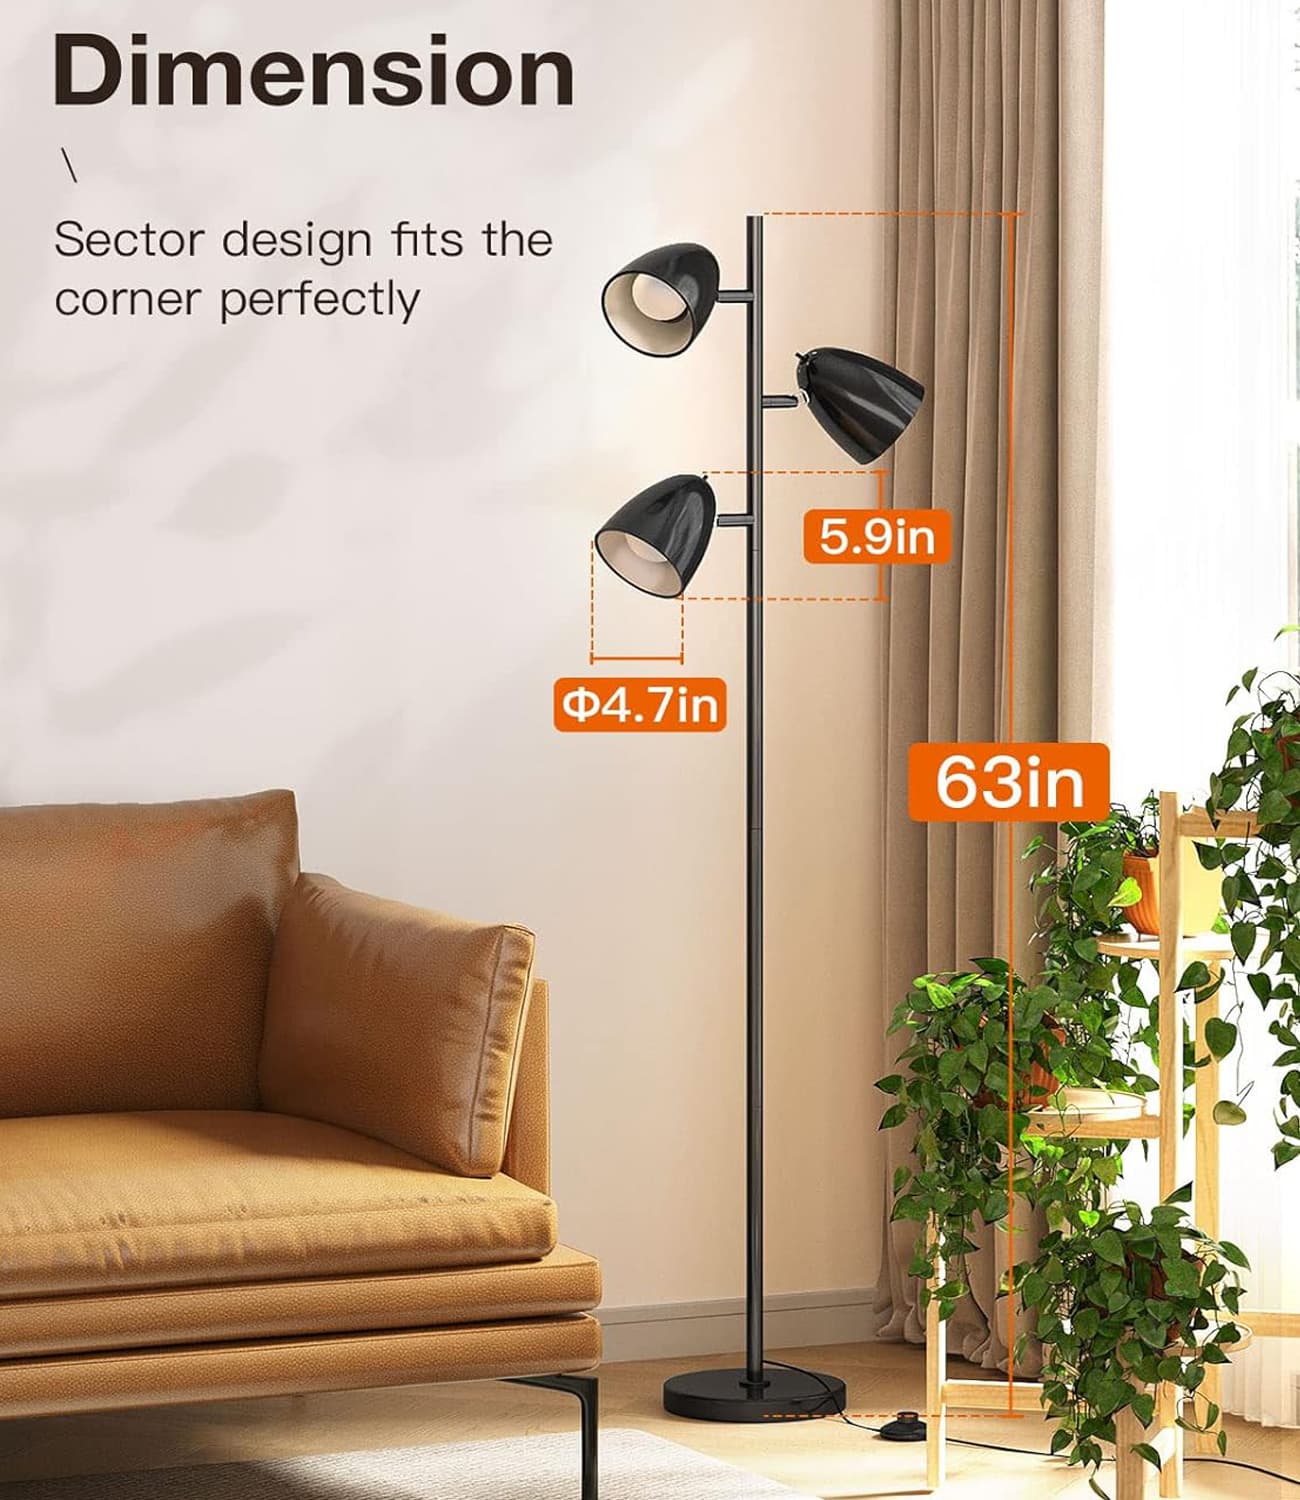 Dimension
\
Sector design fits the
corner perfectly
5.9in
Φ4.7in
63in